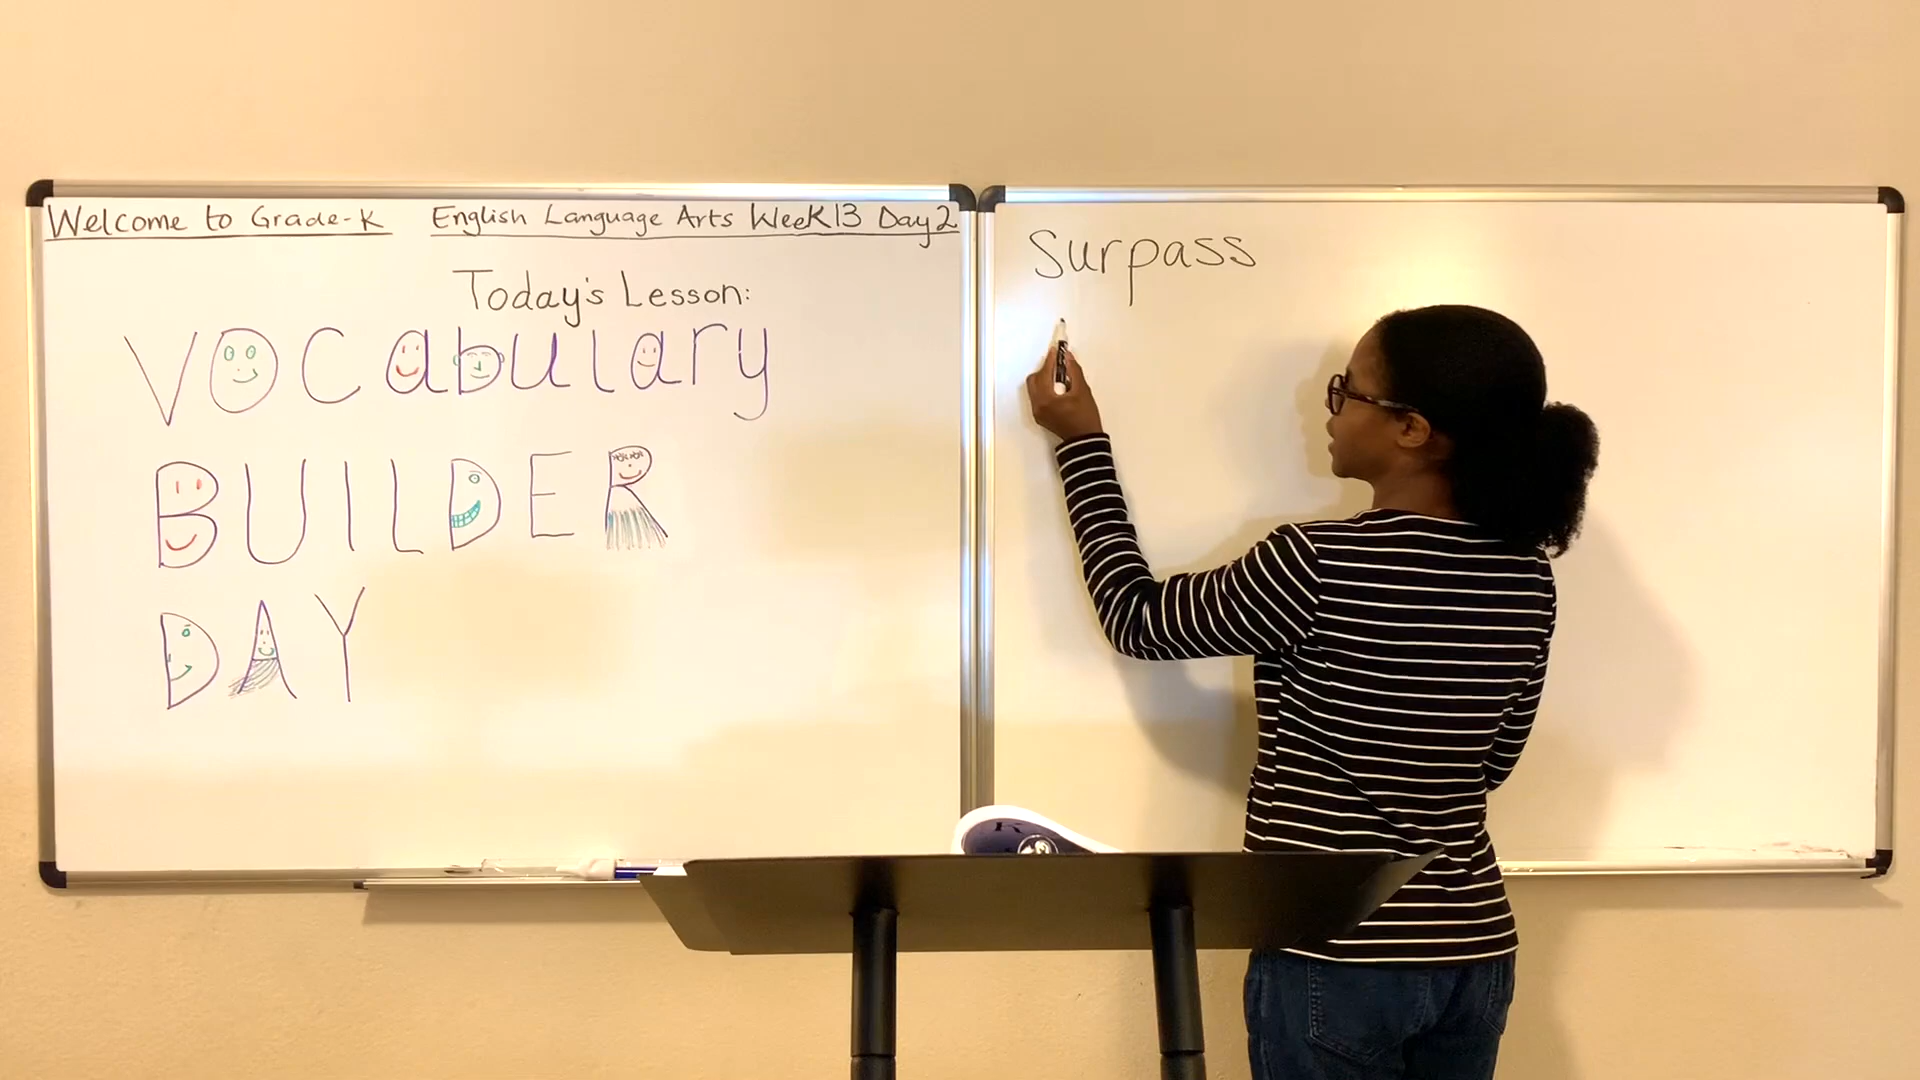 Welcome to Grade-K English Language Arts Week 13 Day 2
Today's Lesson:
Vocabulary
BUILDER
DAY
Surpass
K